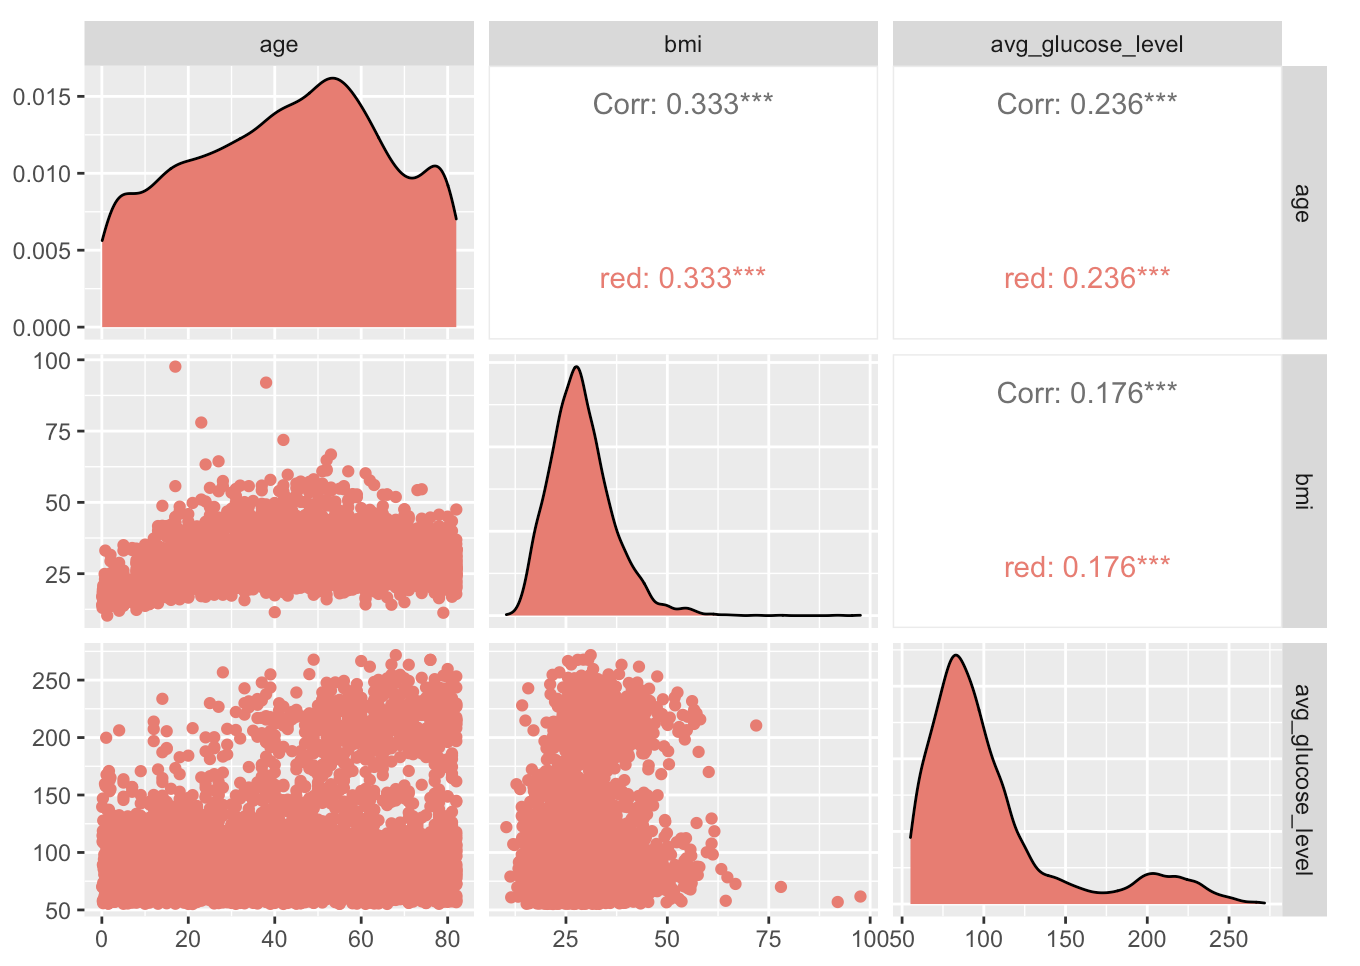 age bmi avg_glucose_level
0.015
0.010
0.005
0.000
Corr: 0.333***
red: 0.333***
Corr: 0.236***
red: 0.236***
age
100
75
50
25
Corr: 0.176***
red: 0.176***
bmi
250
200
150
100
50
avg_glucose_level
0 20 40 60 80
25 50 75 100
50 100 150 200 250